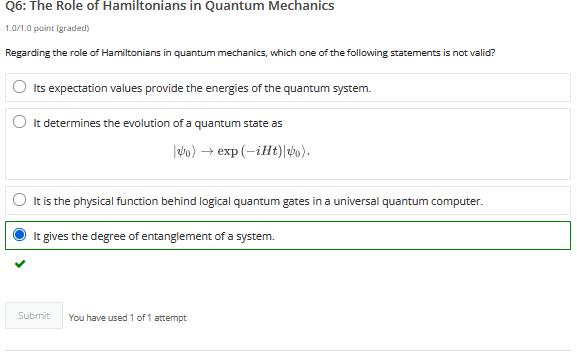 Q6: The Role of Hamiltonians in Quantum Mechanics
1.0/1.0 point (graded)
Regarding the role of Hamiltonians in quantum mechanics, which one of the following statements is not valid?
Its expectation values provide the energies of the quantum system.
It determines the evolution of a quantum state as
|ψ₀⟩ → exp (−iHt)|ψ₀⟩.
It is the physical function behind logical quantum gates in a universal quantum computer.
It gives the degree of entanglement of a system.
✔
Submit You have used 1 of 1 attempt